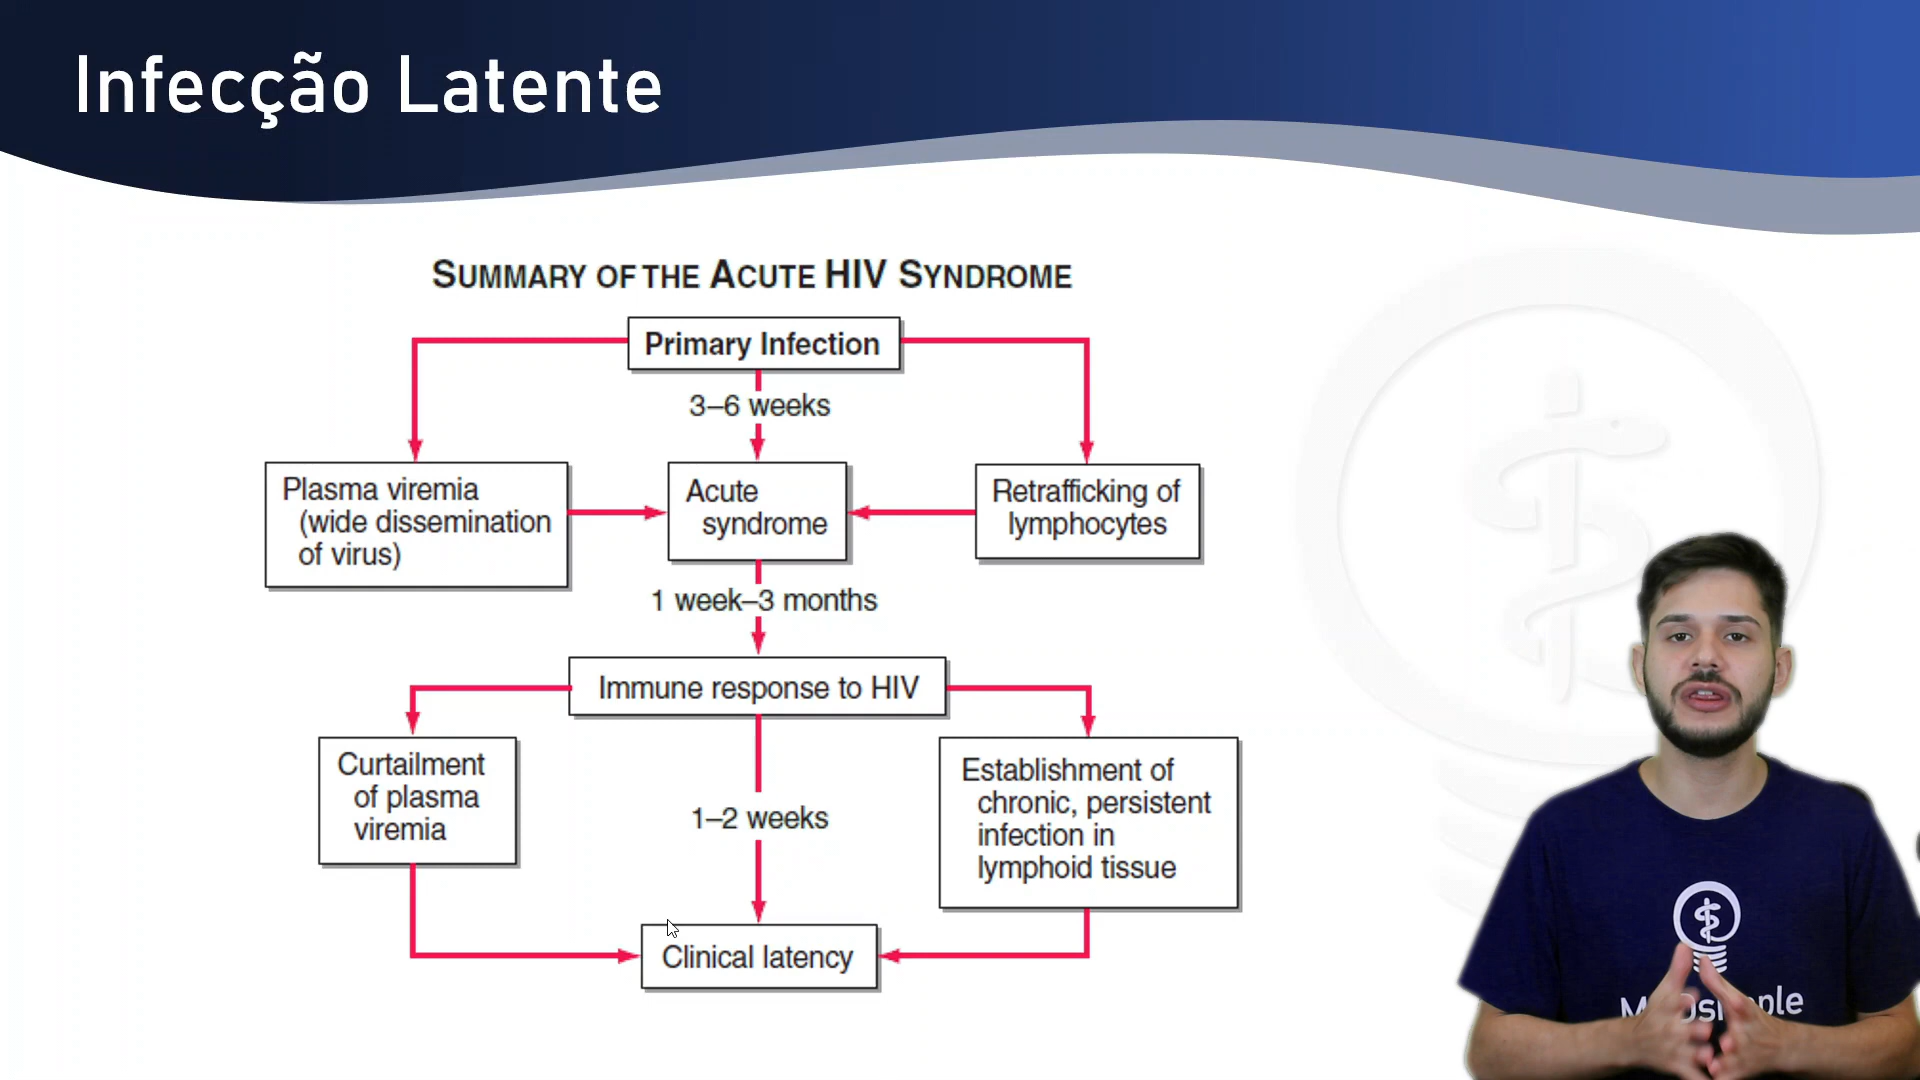 Infecção Latente
SUMMARY OF THE ACUTE HIV SYNDROME
Primary Infection
3–6 weeks
Plasma viremia
(wide dissemination
of virus)
Acute
syndrome
Retrafficking of
lymphocytes
1 week–3 months
Immune response to HIV
Curtailment
of plasma
viremia
1–2 weeks
Establishment of
chronic, persistent
infection in
lymphoid tissue
Clinical latency